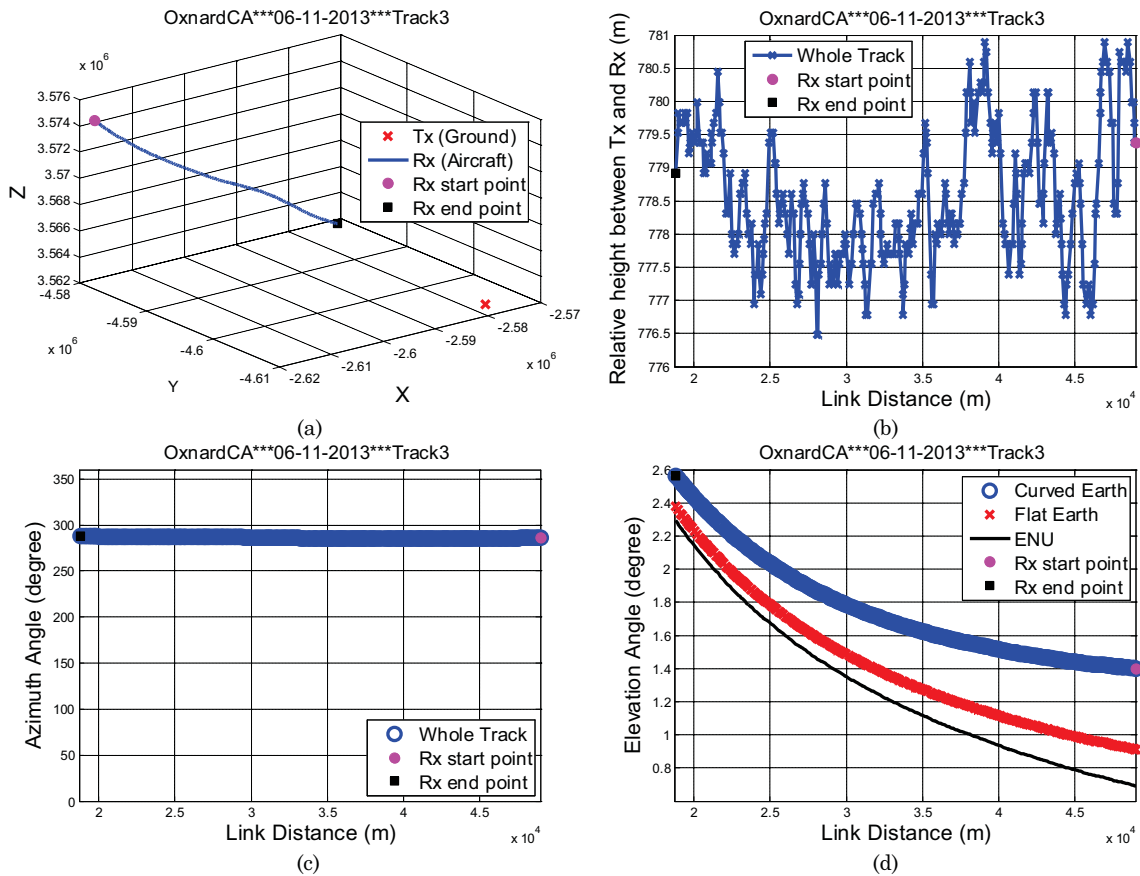 OxnardCA***06-11-2013***Track3
x 10^6
3.576
3.574
3.572
3.57
3.568
3.566
3.564
3.562
Z
-4.58
-4.59
-4.6
-4.61
x 10^6
Y
-2.62
-2.61
-2.6
-2.59
-2.58
-2.57
x 10^6
X
Tx (Ground)
Rx (Aircraft)
Rx start point
Rx end point
(a)
OxnardCA***06-11-2013***Track3
Relative height between Tx and Rx (m)
781
780.5
780
779.5
779
778.5
778
777.5
777
776.5
776
Whole Track
Rx start point
Rx end point
2
2.5
3
3.5
4
4.5
x 10^4
Link Distance (m)
(b)
OxnardCA***06-11-2013***Track3
Azimuth Angle (degree)
350
300
250
200
150
100
50
0
Whole Track
Rx start point
Rx end point
2
2.5
3
3.5
4
4.5
x 10^4
Link Distance (m)
(c)
OxnardCA***06-11-2013***Track3
Elevation Angle (degree)
2.6
2.4
2.2
2
1.8
1.6
1.4
1.2
1
0.8
Curved Earth
Flat Earth
ENU
Rx start point
Rx end point
2
2.5
3
3.5
4
4.5
x 10^4
Link Distance (m)
(d)